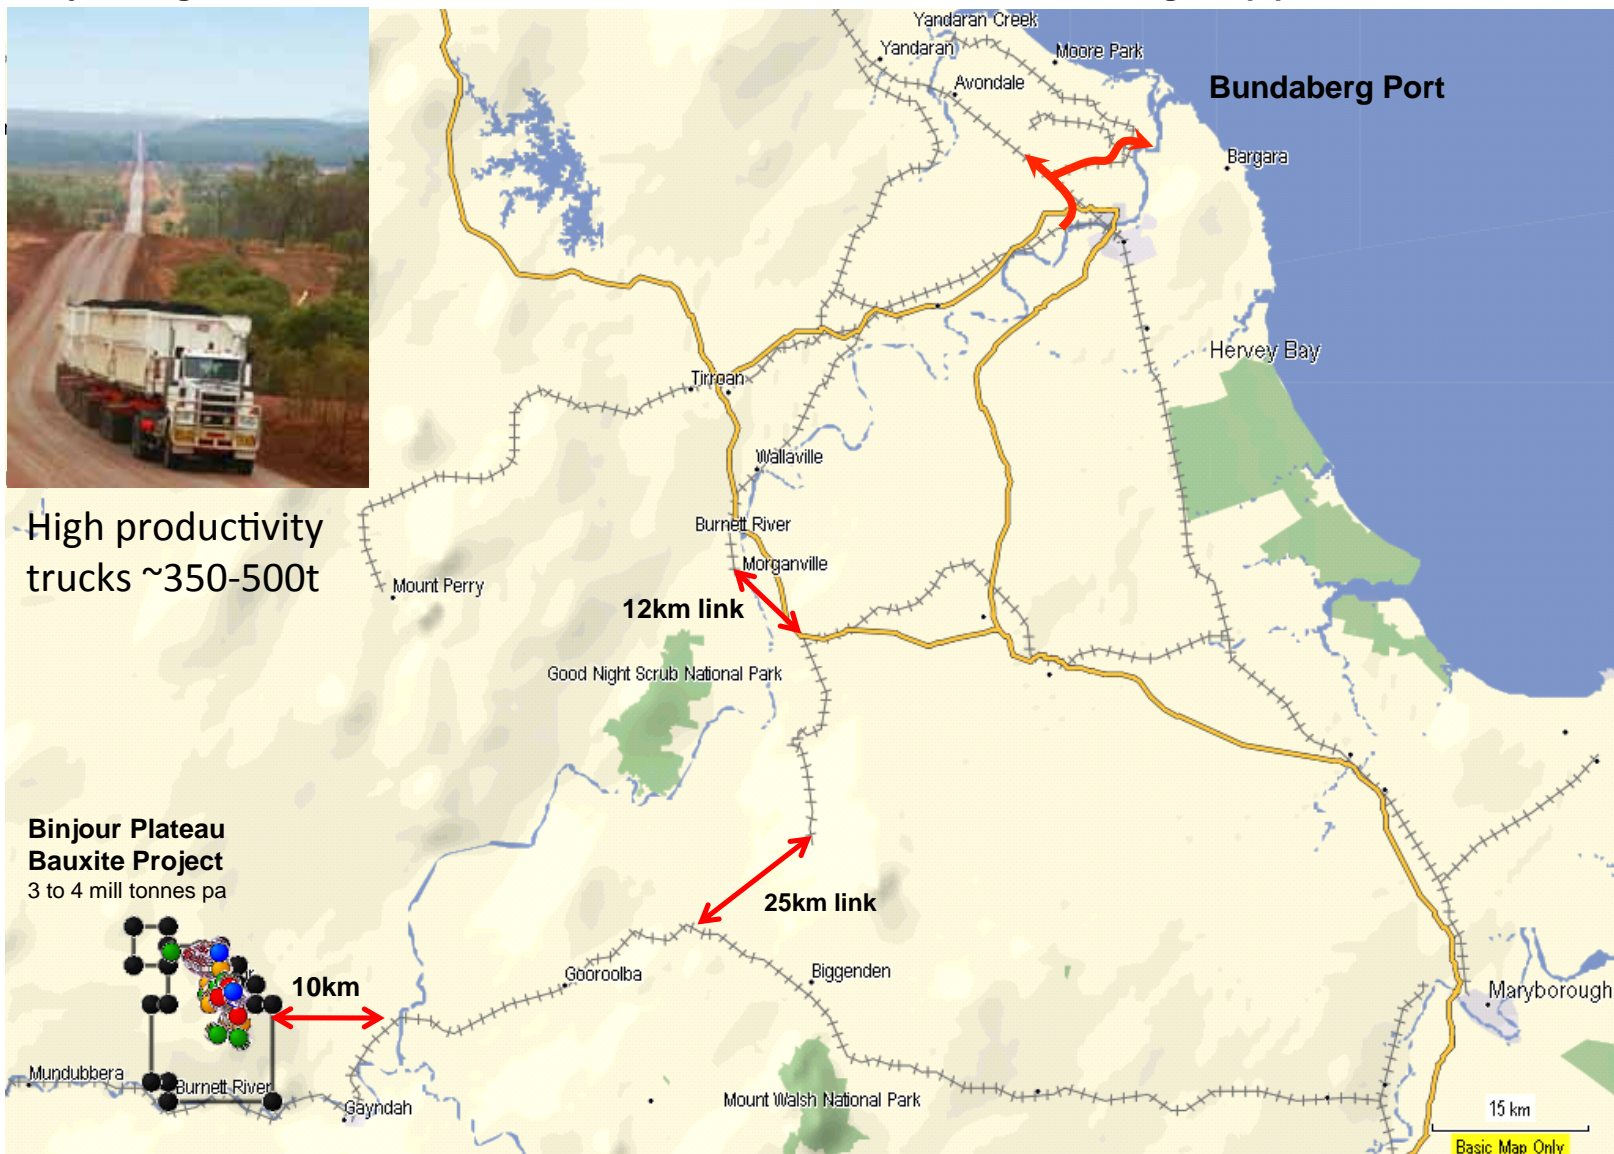 Yandaran Creek
Yandaran
Moore Park
Avondale
Bundaberg Port
Bargara
Hervey Bay
Tirroan
Wallaville
High productivity
trucks ~350-500t
Burnett River
Morganville
Mount Perry
12km link
Good Night Scrub National Park
Binjour Plateau
Bauxite Project
3 to 4 mill tonnes pa
25km link
Gooroolba
Biggenden
10km
Maryborough
Mundubbera
Burnett River
Gayndah
Mount Walsh National Park
15 km
Basic Map Only